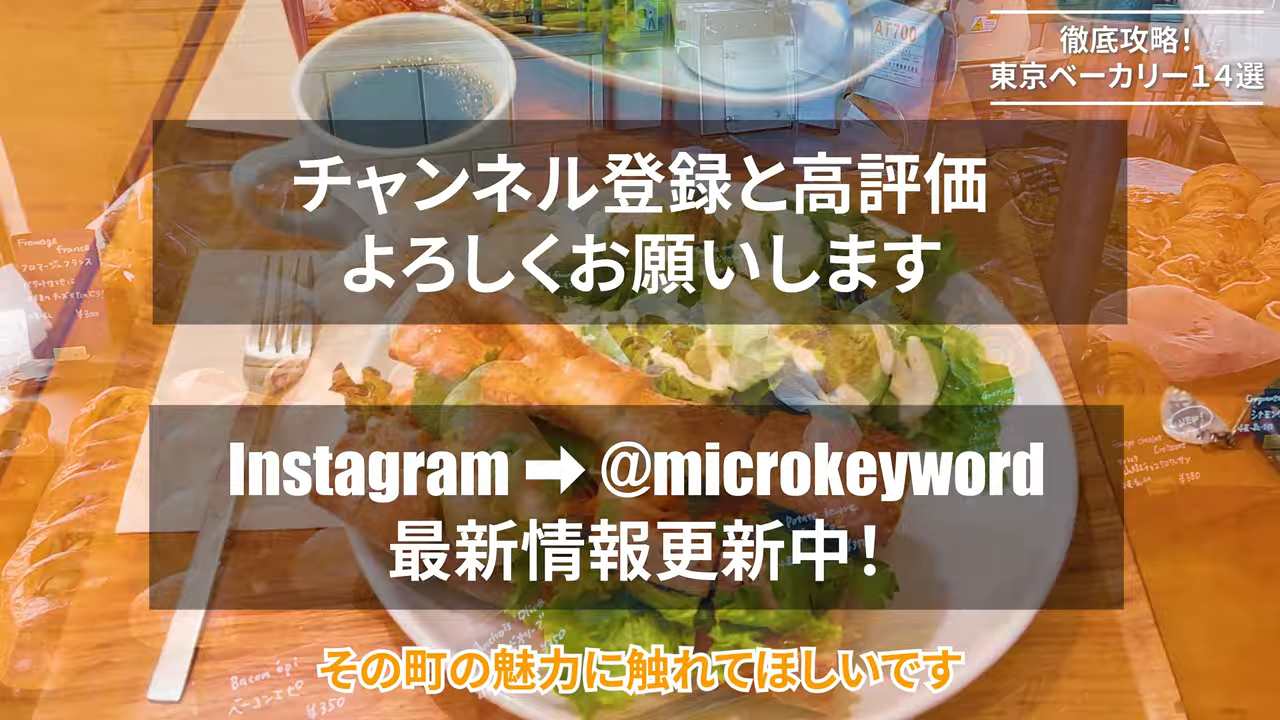 徹底攻略！
東京ベーカリー１４選
AT700
チャンネル登録と高評価
よろしくお願いします
Fromage
France
フロマージュフランス
¥300
Instagram ➡ @microkeyword
最新情報更新中！
¥380
¥350
その町の魅力に触れてほしいです
Bacon épi
ベーコンエピ
¥350